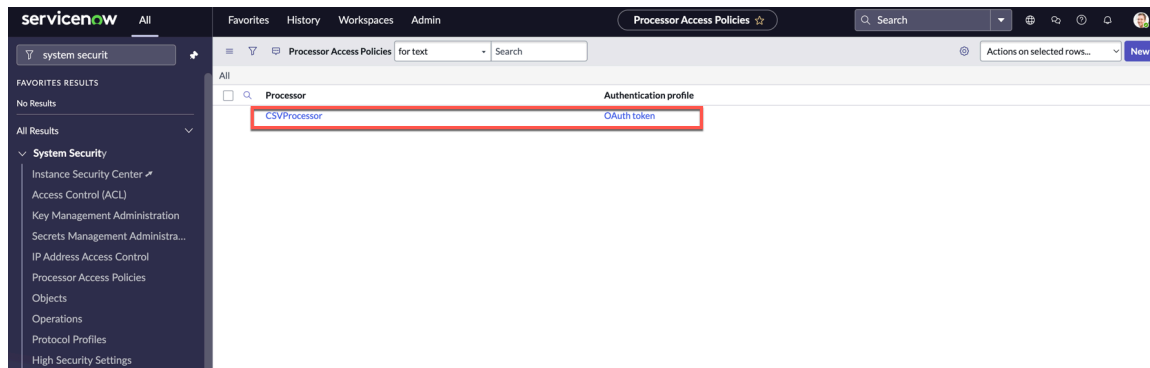 servicenow All Favorites History Workspaces Admin Processor Access Policies Search
system securit
FAVORITES RESULTS
No Results
All Results
System Security
Instance Security Center
Access Control (ACL)
Key Management Administration
Secrets Management Administra...
IP Address Access Control
Processor Access Policies
Objects
Operations
Protocol Profiles
High Security Settings
Processor Access Policies for text Search Actions on selected rows... New
All
Processor Authentication profile
CSVProcessor OAuth token